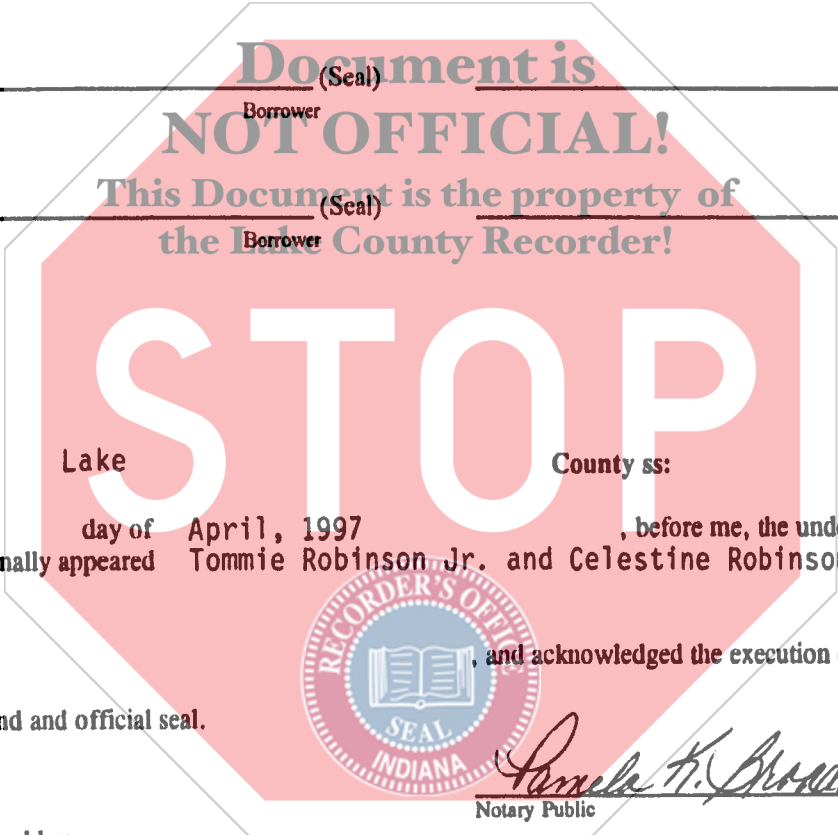 Document is
(Seal)
Borrower
NOT OFFICIAL!
This Document is the property of
(Seal)
the Lake County Recorder!
Borrower
STOP
Lake County ss:
day of April, 1997 , before me, the und
nally appeared Tommie Robinson Jr. and Celestine Robinso
RECORDER'S OFFICE
, and acknowledged the execution
nd and official seal.
SEAL
INDIANA
Pamela K.
Notary Public